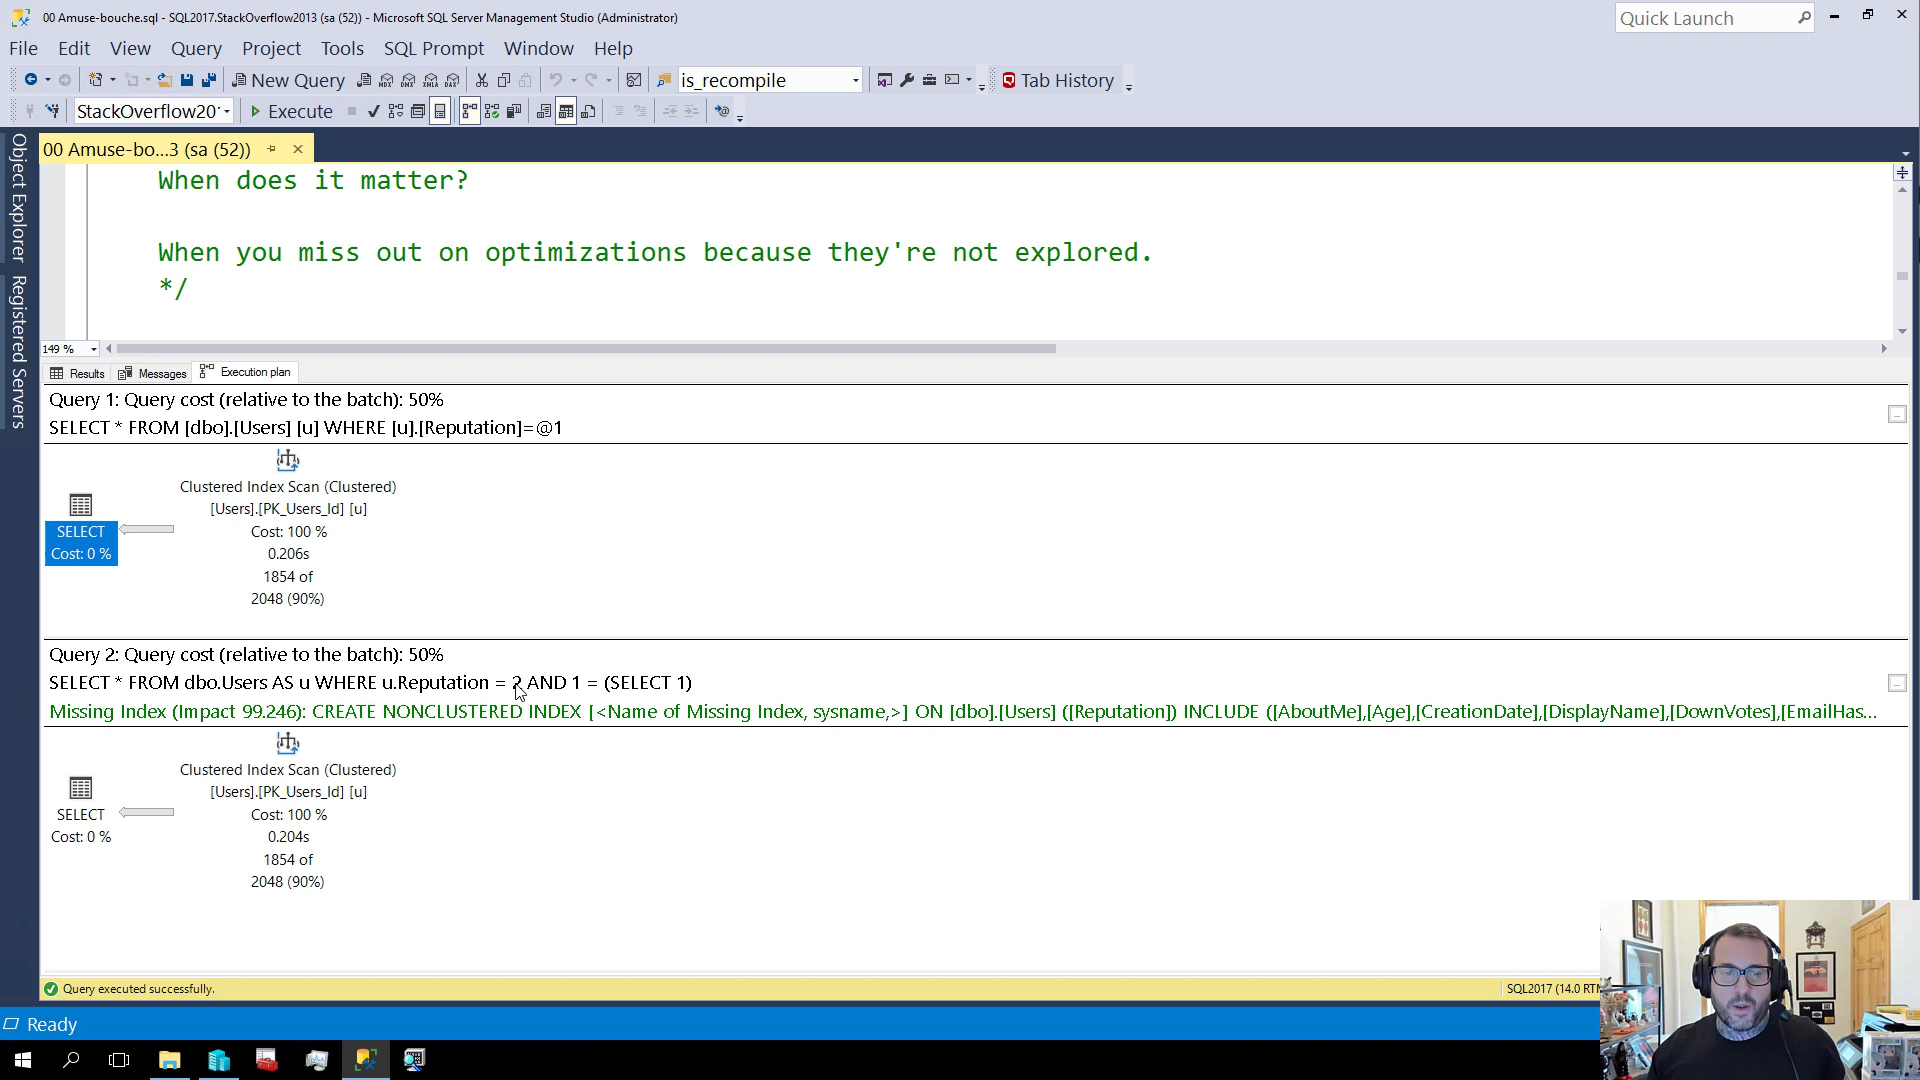 00 Amuse-bouche.sql - SQL2017.StackOverflow2013 (sa (52)) - Microsoft SQL Server Management Studio (Administrator)
Quick Launch
File Edit View Query Project Tools SQL Prompt Window Help
New Query
is_recompile
Tab History
StackOverflow20
Execute
00 Amuse-bo...3 (sa (52))
Object Explorer
Registered Servers
When does it matter?
When you miss out on optimizations because they're not explored.
*/
149 %
Results Messages Execution plan
Query 1: Query cost (relative to the batch): 50%
SELECT * FROM [dbo].[Users] [u] WHERE [u].[Reputation]=@1
Clustered Index Scan (Clustered)
[Users].[PK_Users_Id] [u]
Cost: 100 %
0.206s
1854 of
2048 (90%)
SELECT
Cost: 0 %
Query 2: Query cost (relative to the batch): 50%
SELECT * FROM dbo.Users AS u WHERE u.Reputation = 2 AND 1 = (SELECT 1)
Missing Index (Impact 99.246): CREATE NONCLUSTERED INDEX [<Name of Missing Index, sysname,>] ON [dbo].[Users] ([Reputation]) INCLUDE ([AboutMe],[Age],[CreationDate],[DisplayName],[DownVotes],[EmailHas...
Clustered Index Scan (Clustered)
[Users].[PK_Users_Id] [u]
Cost: 100 %
0.204s
1854 of
2048 (90%)
SELECT
Cost: 0 %
Query executed successfully.
SQL2017 (14.0 RTM
Ready